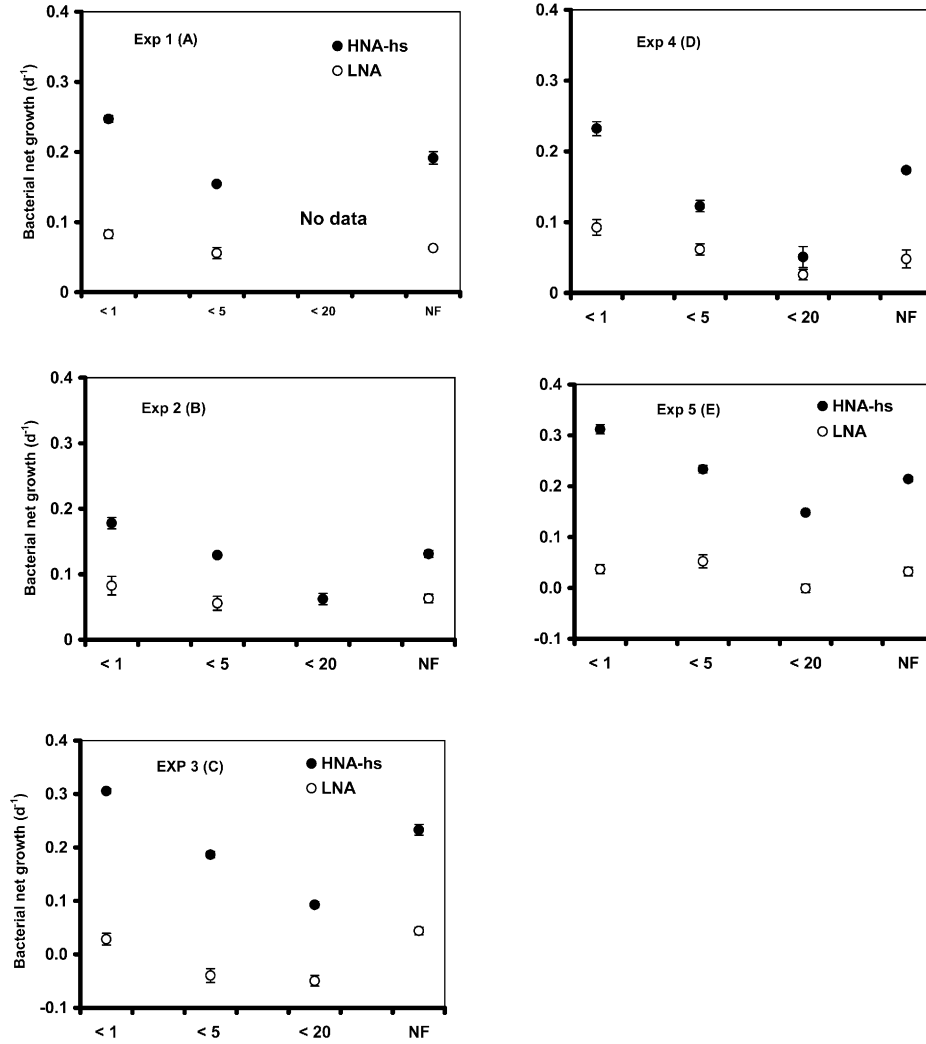 0.4
Exp 1 (A)
HNA-hs
LNA
0.3
0.2
0.1
0
No data
Bacterial net growth (d-1)
< 1
< 5
< 20
NF
0.4
Exp 4 (D)
0.3
0.2
0.1
0
< 1
< 5
< 20
NF
0.4
Exp 2 (B)
0.3
0.2
0.1
0
Bacterial net growth (d-1)
< 1
< 5
< 20
NF
0.4
Exp 5 (E)
HNA-hs
LNA
0.3
0.2
0.1
0.0
-0.1
< 1
< 5
< 20
NF
0.4
EXP 3 (C)
HNA-hs
LNA
0.3
0.2
0.1
0.0
-0.1
Bacterial net growth (d-1)
< 1
< 5
< 20
NF